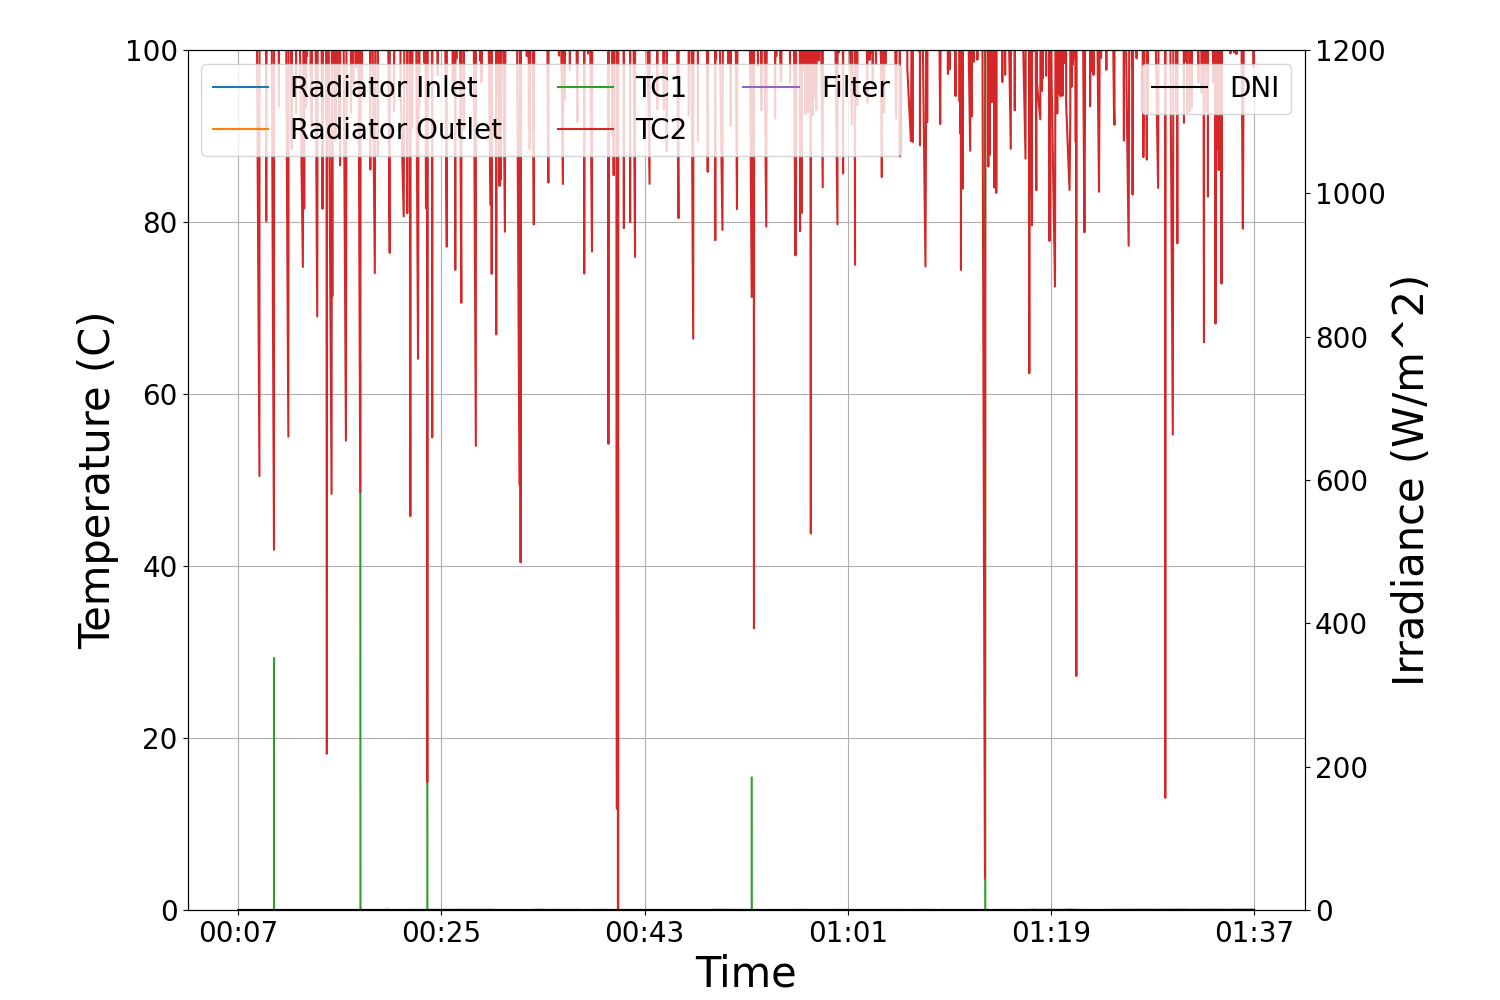 100
80
60
40
20
0
Temperature (C)
Radiator Inlet
Radiator Outlet
TC1
TC2
Filter
DNI
1200
1000
800
600
400
200
0
Irradiance (W/m^2)
00:07
00:25
00:43
01:01
01:19
01:37
Time